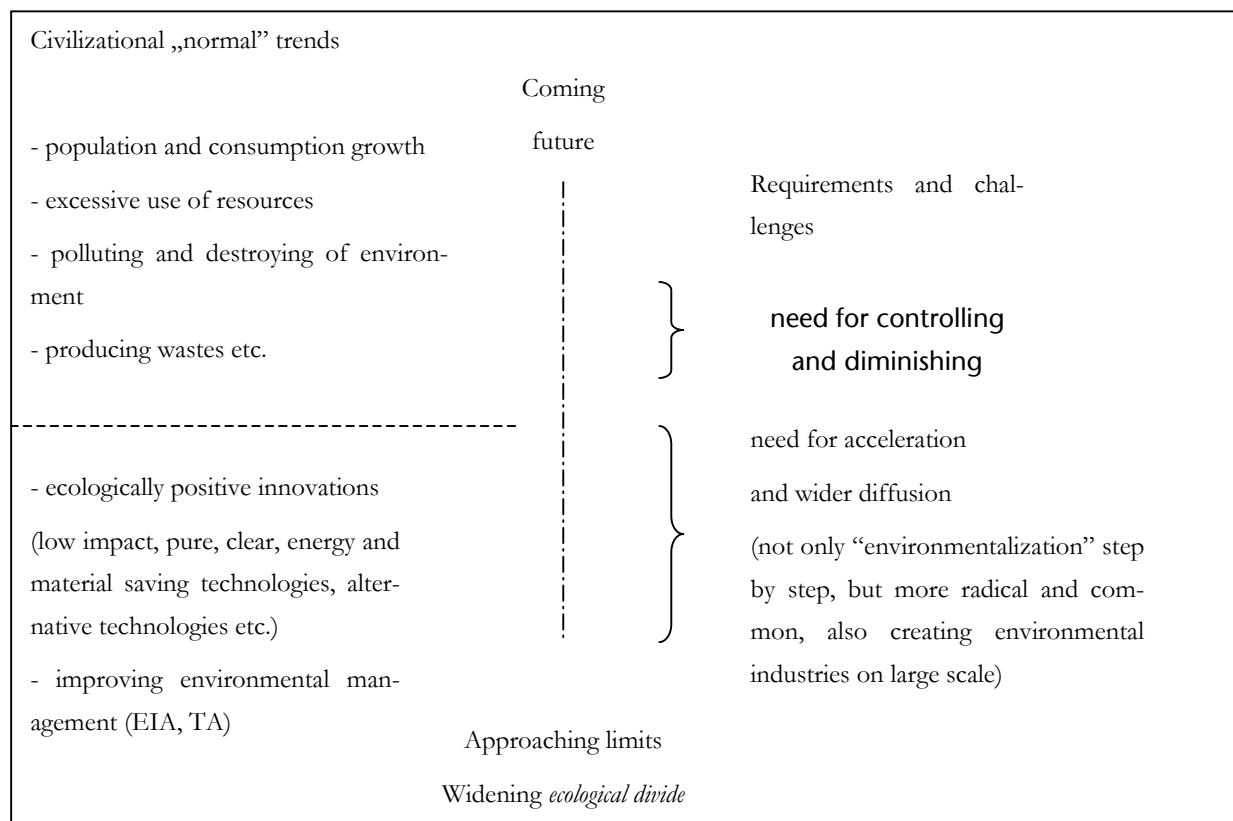 Civilizational „normal” trends
- population and consumption growth
- excessive use of resources
- polluting and destroying of environ-
ment
- producing wastes etc.
- ecologically positive innovations
(low impact, pure, clear, energy and
material saving technologies, alter-
native technologies etc.)
- improving environmental man-
agement (EIA, TA)
Coming
future
Approaching limits
Widening ecological divide
Requirements and chal-
lenges
need for controlling
and diminishing
need for acceleration
and wider diffusion
(not only “environmentalization” step
by step, but more radical and com-
mon, also creating environmental
industries on large scale)